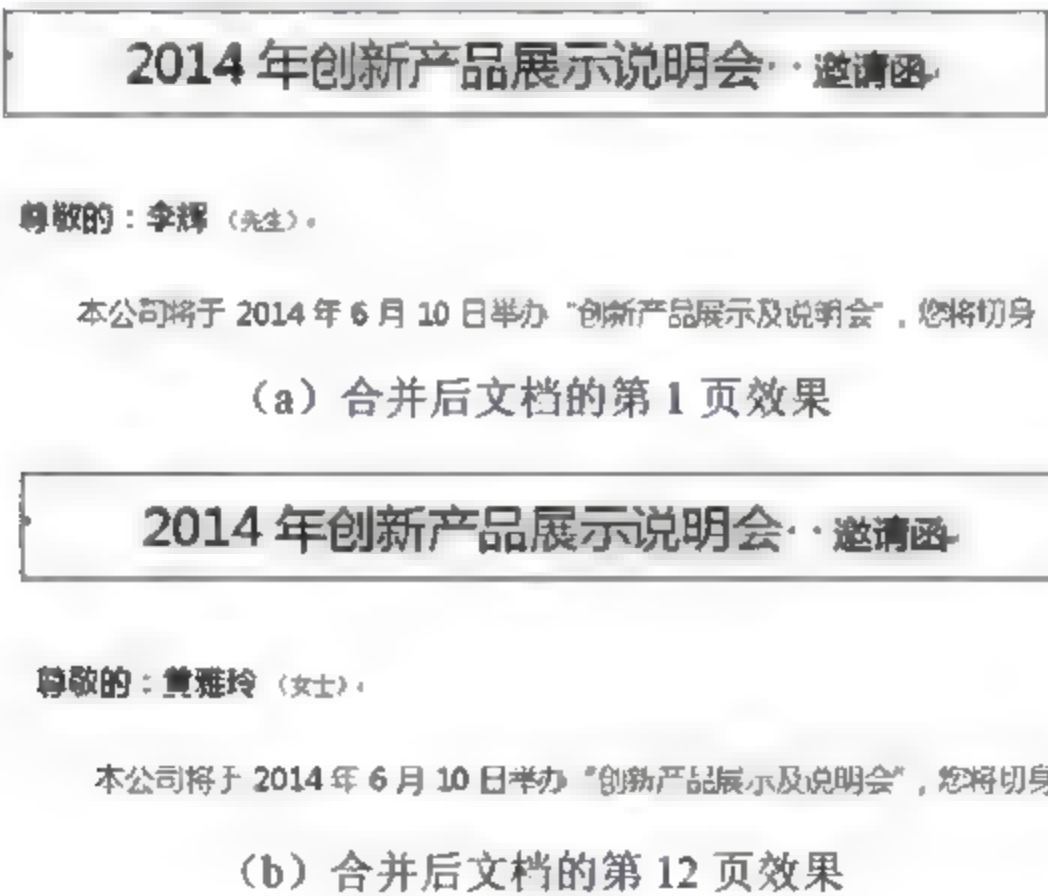 2014 年创新产品展示说明会··邀请函
尊敬的：李辉（先生）
本公司将于 2014 年 6 月 10 日举办 “创新产品展示及说明会”，您将切身
（a）合并后文档的第 1 页效果
2014 年创新产品展示说明会··邀请函
尊敬的：黄雅玲（女士）
本公司将于 2014 年 6 月 10 日举办 “创新产品展示及说明会”，您将切身
（b）合并后文档的第 12 页效果